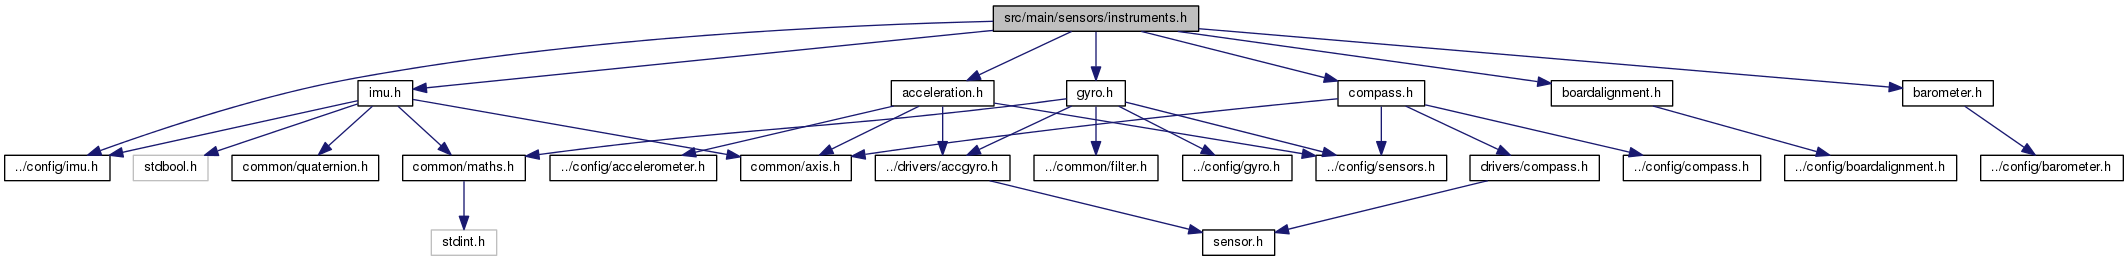 src/main/sensors/instruments.h
imu.h
acceleration.h
gyro.h
compass.h
boardalignment.h
barometer.h
../config/imu.h
stdbool.h
common/quaternion.h
common/maths.h
../config/accelerometer.h
common/axis.h
../drivers/accgyro.h
../common/filter.h
../config/gyro.h
../config/sensors.h
drivers/compass.h
../config/compass.h
../config/boardalignment.h
../config/barometer.h
stdint.h
sensor.h